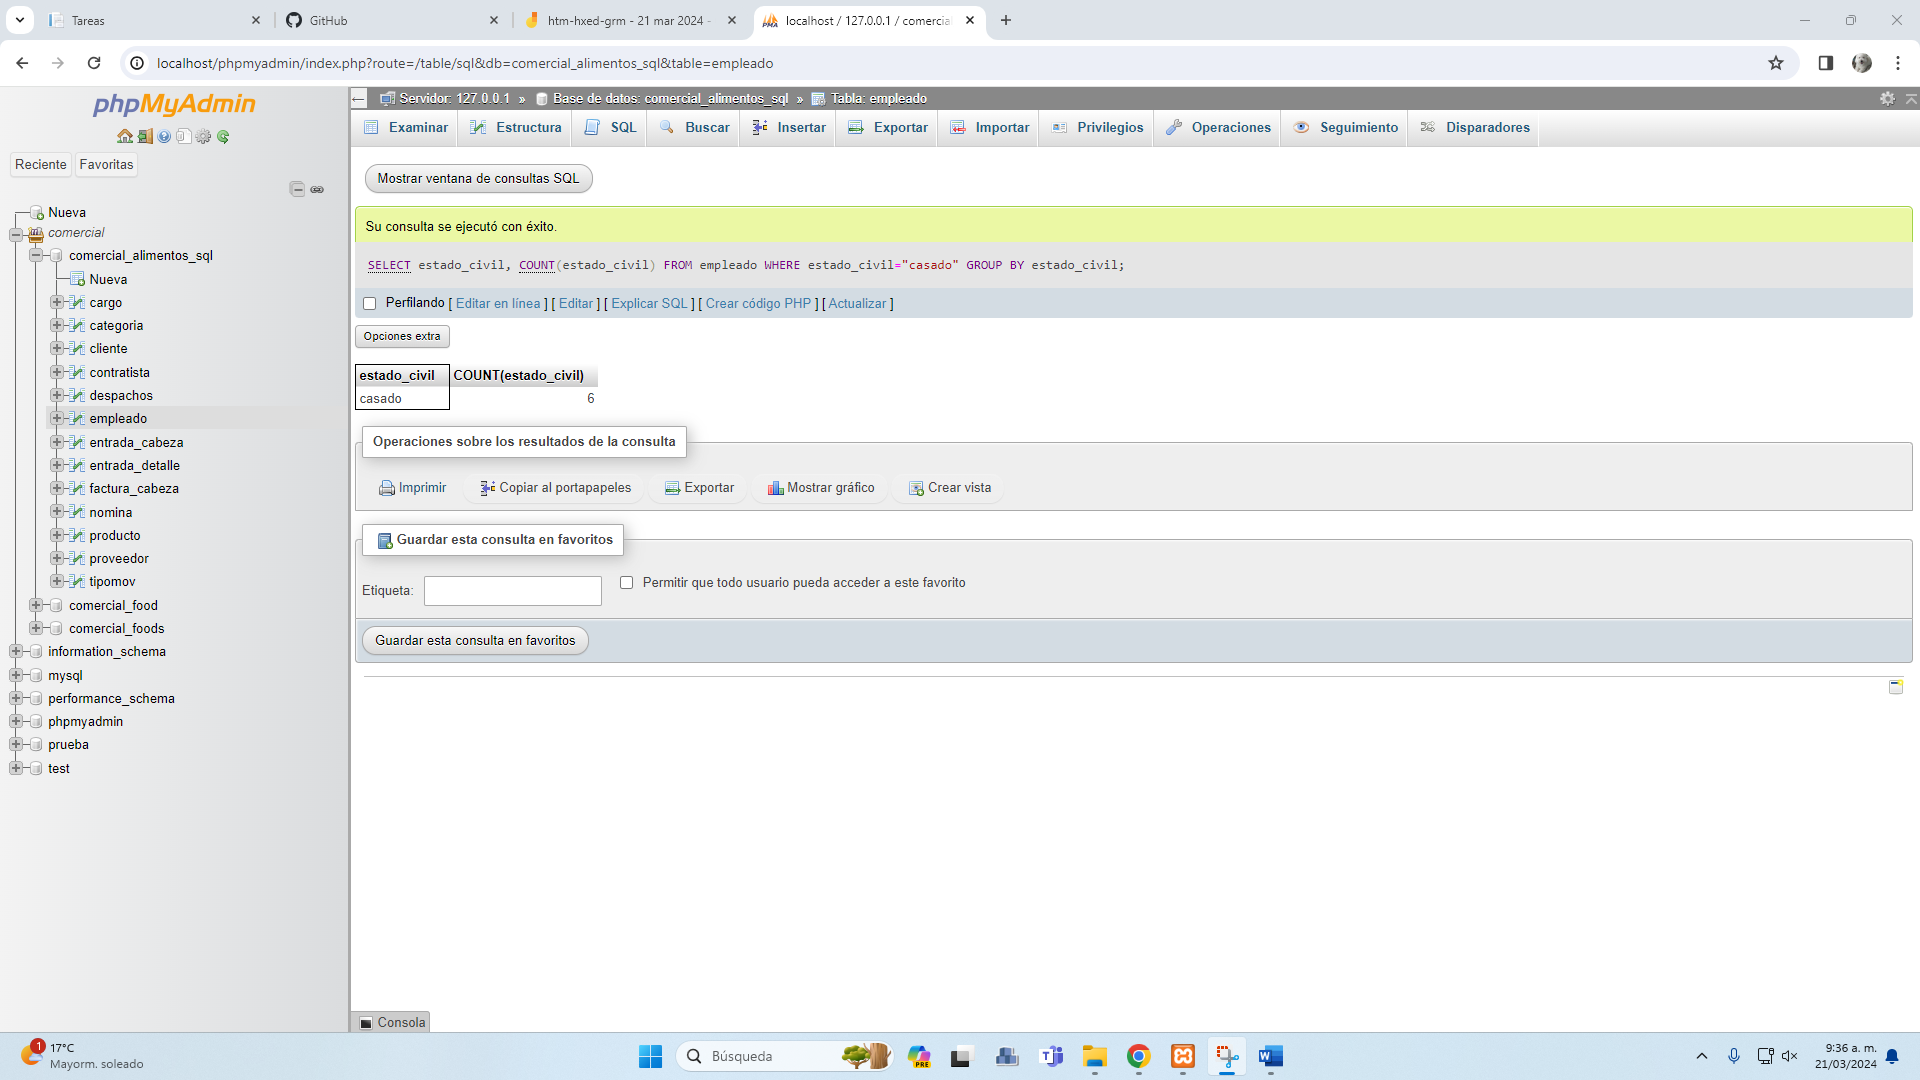 Tareas
GitHub
htm-hxed-grm - 21 mar 2024 -
localhost / 127.0.0.1 / comercial
localhost/phpmyadmin/index.php?route=/table/sql&db=comercial_alimentos_sql&table=empleado
phpMyAdmin
Reciente
Favoritas
Nueva
comercial
comercial_alimentos_sql
Nueva
cargo
categoria
cliente
contratista
despachos
empleado
entrada_cabeza
entrada_detalle
factura_cabeza
nomina
producto
proveedor
tipomov
comercial_food
comercial_foods
information_schema
mysql
performance_schema
phpmyadmin
prueba
test
Servidor: 127.0.0.1 » Base de datos: comercial_alimentos_sql » Tabla: empleado
Examinar
Estructura
SQL
Buscar
Insertar
Exportar
Importar
Privilegios
Operaciones
Seguimiento
Disparadores
Mostrar ventana de consultas SQL
Su consulta se ejecutó con éxito.
SELECT estado_civil, COUNT(estado_civil) FROM empleado WHERE estado_civil="casado" GROUP BY estado_civil;
Perfilando [ Editar en línea ] [ Editar ] [ Explicar SQL ] [ Crear código PHP ] [ Actualizar ]
Opciones extra
estado_civil COUNT(estado_civil)
casado 6
Operaciones sobre los resultados de la consulta
Imprimir
Copiar al portapapeles
Exportar
Mostrar gráfico
Crear vista
Guardar esta consulta en favoritos
Etiqueta:
Permitir que todo usuario pueda acceder a este favorito
Guardar esta consulta en favoritos
Consola
1
17°C
Mayorm. soleado
Búsqueda
PRE
9:36 a. m.
21/03/2024